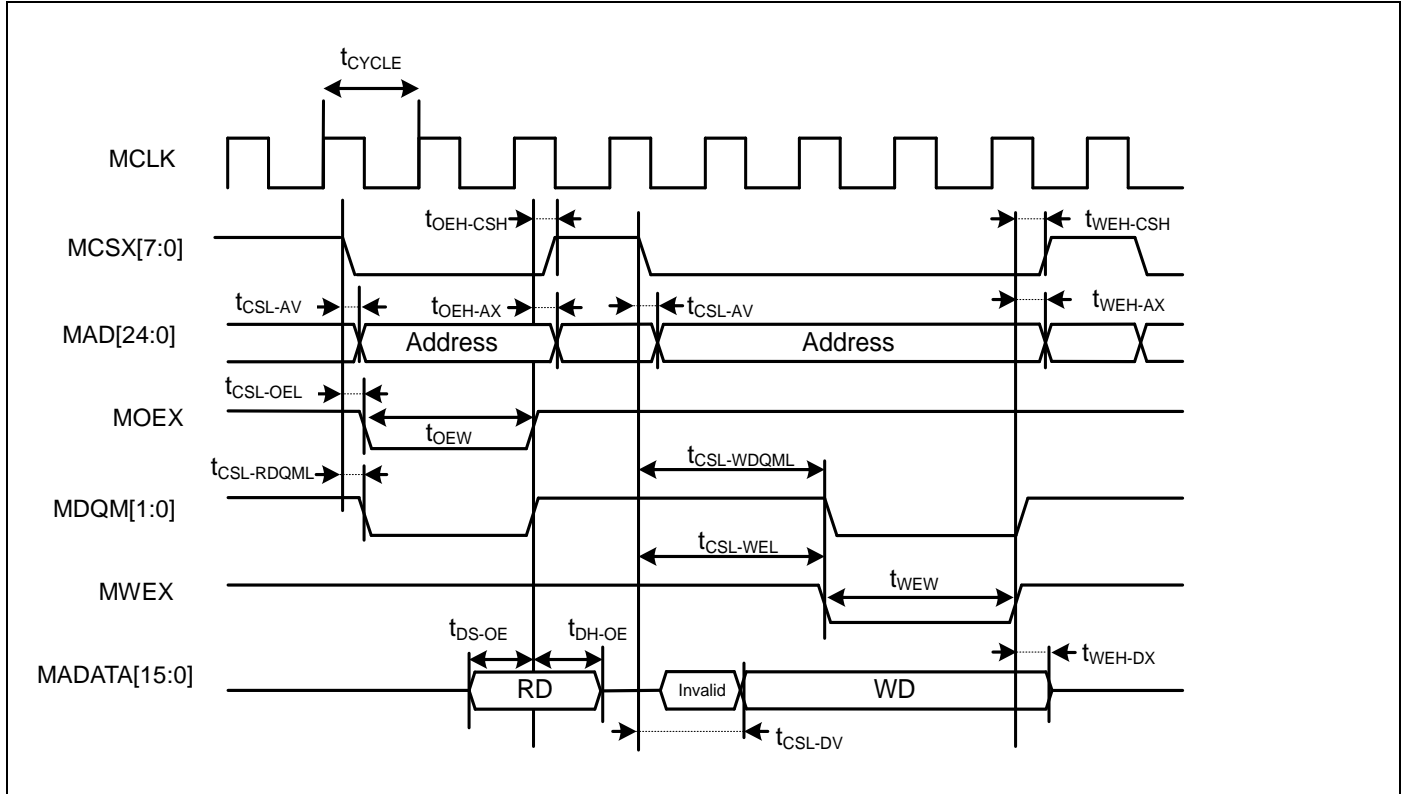 tCYCLE
MCLK
tOEH-CSH
tWEH-CSH
MCSX[7:0]
tCSL-AV
tOEH-AX
tCSL-AV
tWEH-AX
MAD[24:0]
Address
Address
tCSL-OEL
MOEX
tOEW
tCSL-RDQML
tCSL-WDQML
MDQM[1:0]
tCSL-WEL
MWEX
tWEW
tDS-OE
tDH-OE
tWEH-DX
MADATA[15:0]
RD
Invalid
WD
tCSL-DV